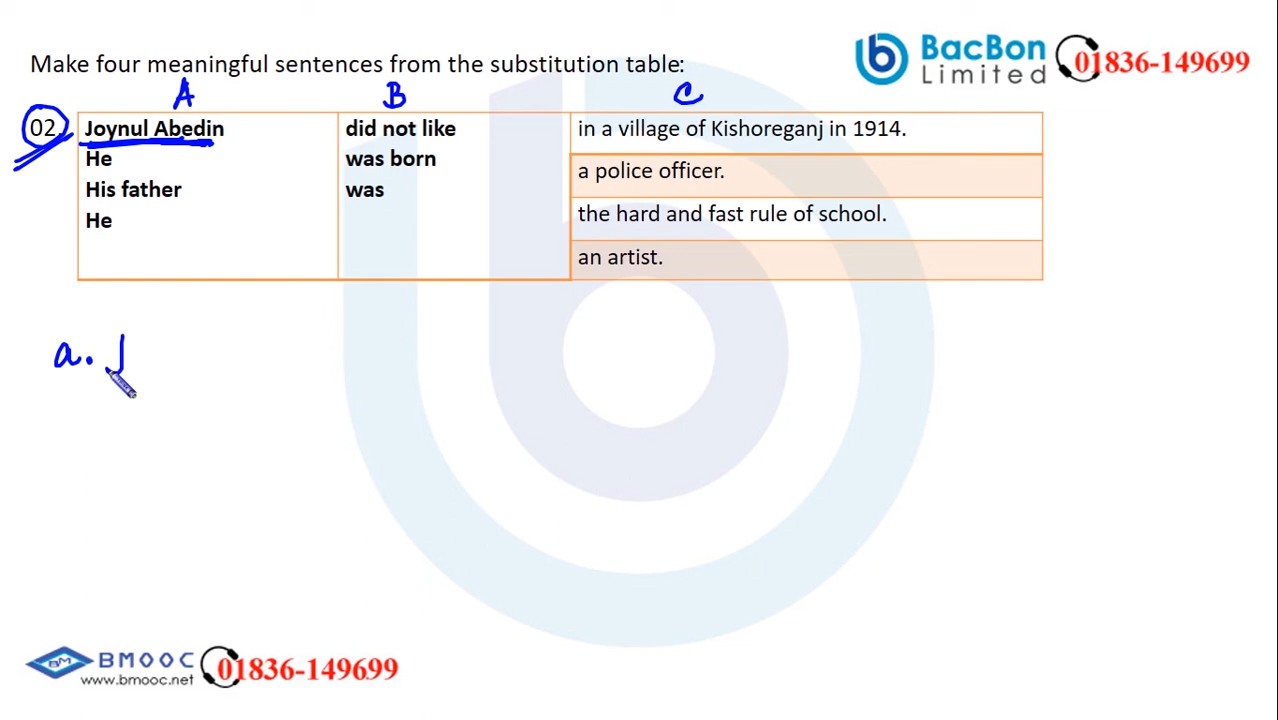 BacBon
Limited
01836-149699
Make four meaningful sentences from the substitution table:
A B C
02. Joynul Abedin did not like in a village of Kishoreganj in 1914.
He was born a police officer.
His father was the hard and fast rule of school.
He an artist.
a. J
BM BMOOC
www.bmooc.net
01836-149699